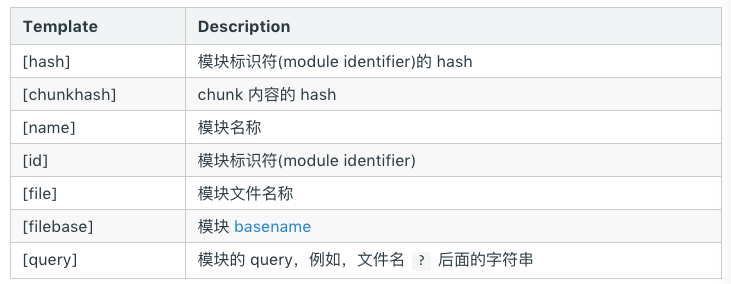 Template Description
[hash] 模块标识符(module identifier)的 hash
[chunkhash] chunk 内容的 hash
[name] 模块名称
[id] 模块标识符(module identifier)
[file] 模块文件名称
[filebase] 模块 basename
[query] 模块的 query，例如，文件名 ? 后面的字符串